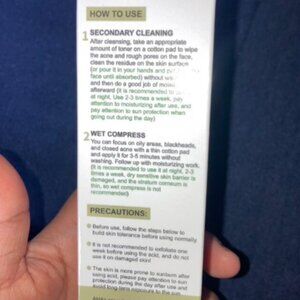 HOW TO USE
1 SECONDARY CLEANING
After cleansing, take an appropriate
amount of toner on a cotton pad to wipe
the acne and rough pores on the face,
clean the residue on the skin surface
(or pour it in your hands and pat
face until absorbed) without
and then do a good job of
afterward (it is recommended to
at night. Use 2-3 times a week, pay
attention to moisturizing after use, and
pay attention to sun protection when
going out during the day)
2 WET COMPRESS
You can focus on oily areas, blackheads,
and closed acne with a thin cotton pad
and apply it for 3-5 minutes without
washing. Follow up with moisturizing work.
(it is recommended to use it at night, 2-3
times a week, dry sensitive skin barrier is
damaged, and the stratum corneum is
thin, so wet compress is not
recommended)
PRECAUTIONS:
Before use, follow the steps below to
build skin tolerance before using normally.
It is not recommended to exfoliate one
week before using the acid, and do not
use it on damaged skin!
The skin is more prone to sunburn after
using acid, please pay attention to sun
protection during the day after use and
Avoid long-term exposure to the sun